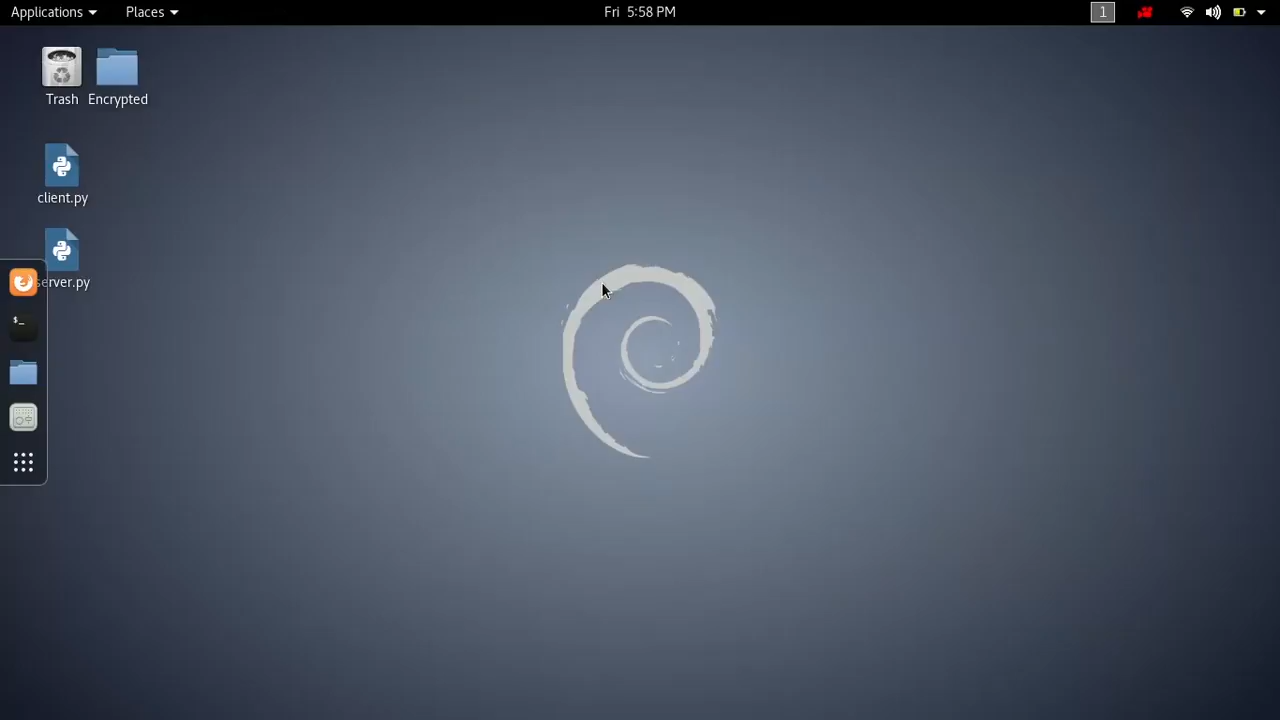 Applications Places Fri 5:58 PM 1
Trash Encrypted
client.py
erver.py
$_